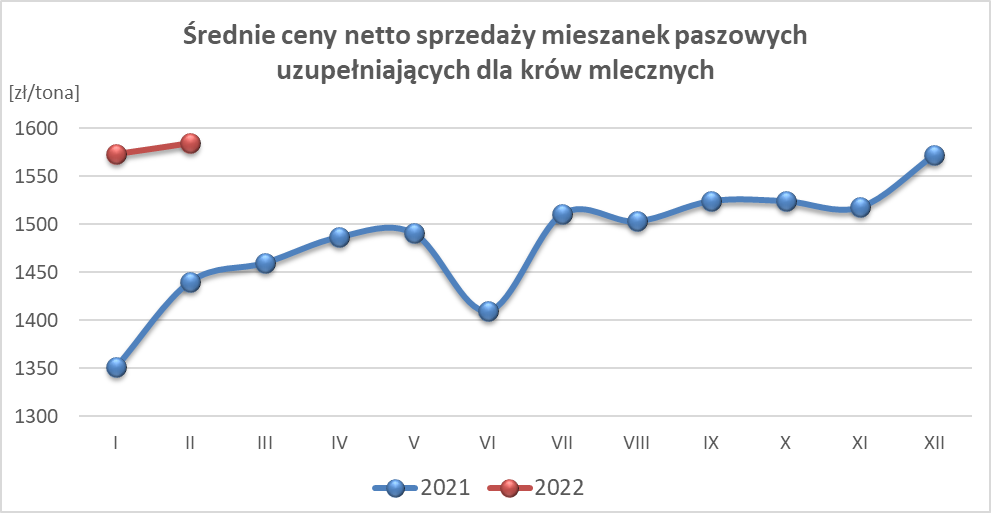 Średnie ceny netto sprzedaży mieszanek paszowych
uzupełniających dla krów mlecznych
[zł/tona]
1600
1550
1500
1450
1400
1350
1300
I II III IV V VI VII VIII IX X XI XII
2021 2022